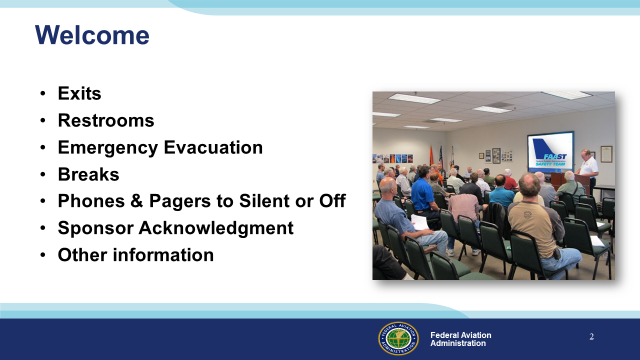 Welcome
• Exits
• Restrooms
• Emergency Evacuation
• Breaks
• Phones & Pagers to Silent or Off
• Sponsor Acknowledgment
• Other information
FAAST
Federal Aviation
Administration
2